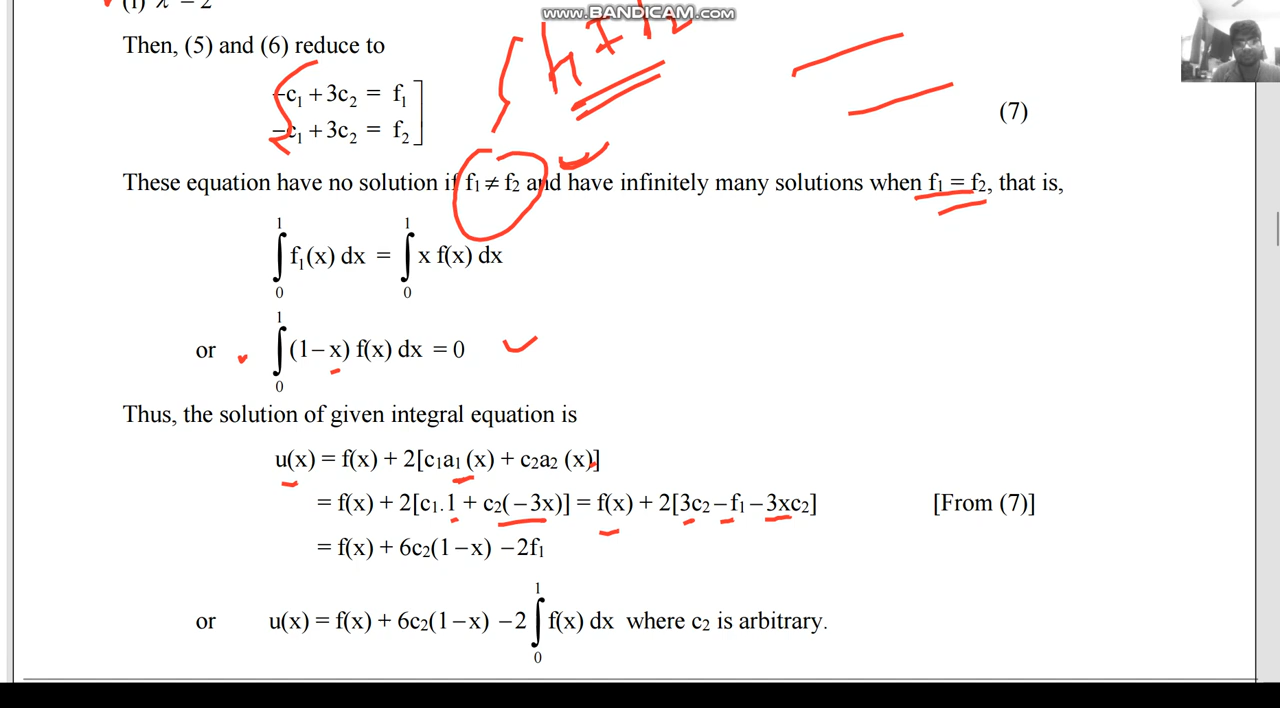 www.BANDICAM.com
(i) λ = 2
Then, (5) and (6) reduce to
−c₁ + 3c₂ = f₁
−c₁ + 3c₂ = f₂] (7)
f₁ ≠ f₂
These equation have no solution if f₁ ≠ f₂ and have infinitely many solutions when f₁ = f₂, that is,
∫₀¹ f₁(x) dx = ∫₀¹ x f(x) dx
or ∫₀¹ (1− x) f(x) dx = 0
Thus, the solution of given integral equation is
u(x) = f(x) + 2[c₁a₁ (x) + c₂a₂ (x)]
= f(x) + 2[c₁. 1 + c₂(−3x)] = f(x) + 2[3c₂ − f₁ − 3xc₂] [From (7)]
= f(x) + 6c₂(1−x) −2f₁
or u(x) = f(x) + 6c₂(1−x) −2 ∫₀¹ f(x) dx where c₂ is arbitrary.